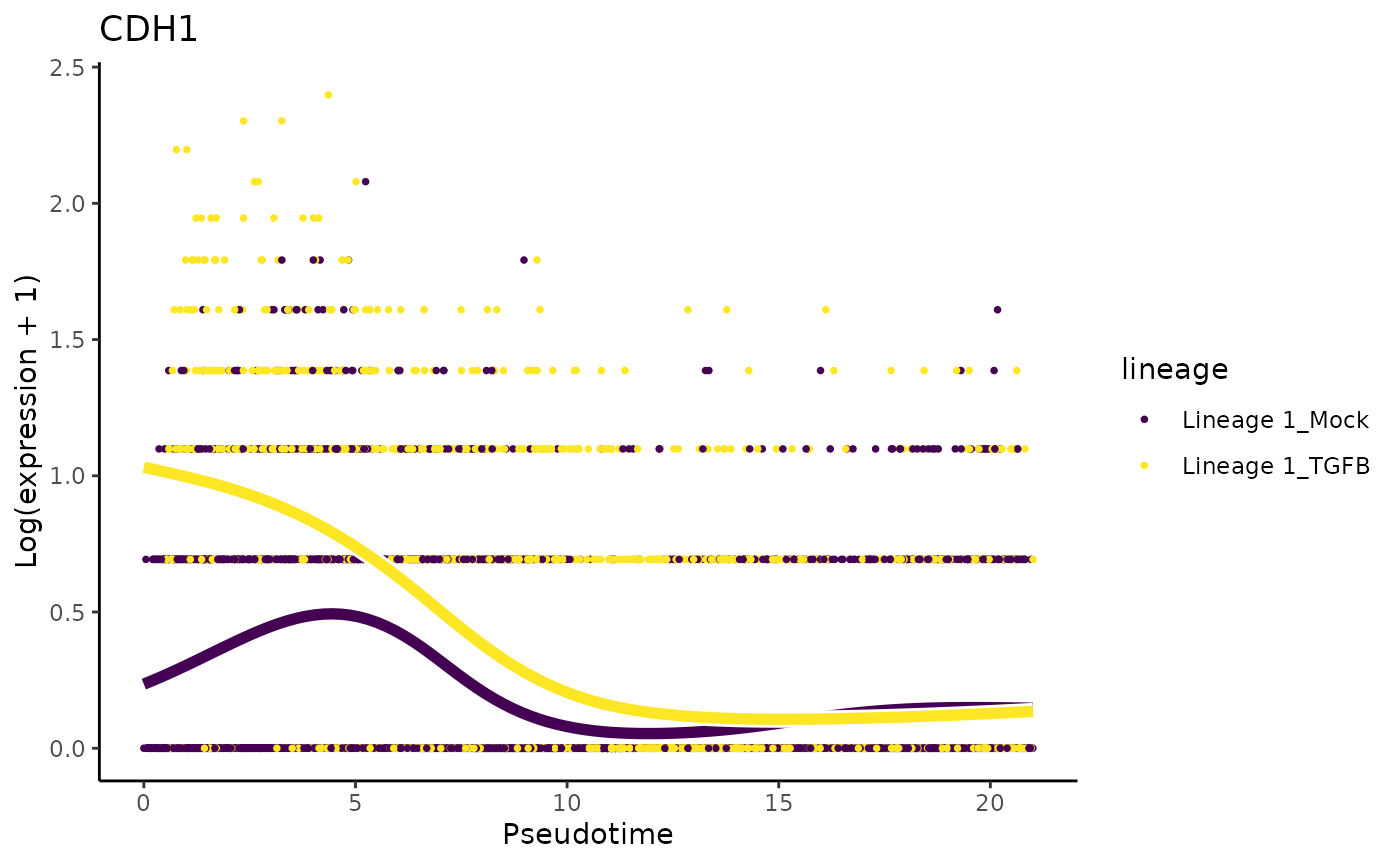 CDH1
2.5
2.0
1.5
1.0
0.5
0.0
Log(expression + 1)
0 5 10 15 20
Pseudotime
lineage
Lineage 1_Mock
Lineage 1_TGFB